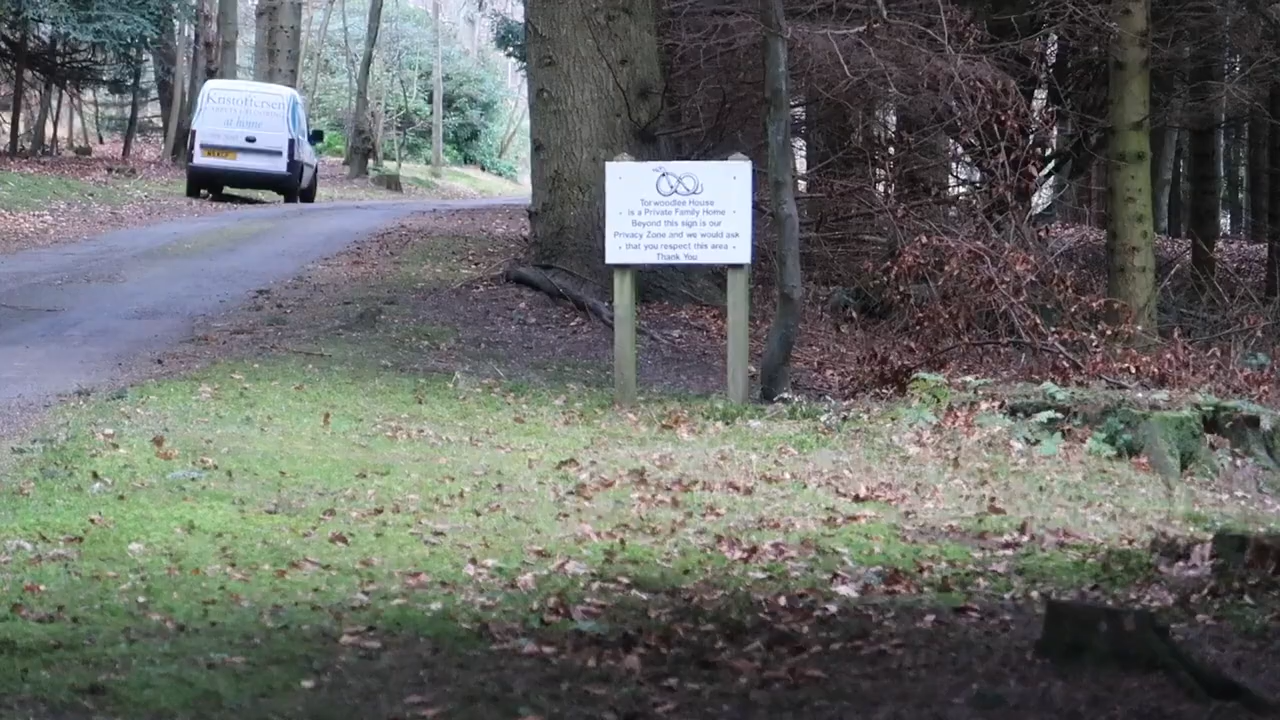 Kristoffersen
at home
Torwoodlee House
is a Private Family Home
Beyond this sign is our
Privacy Zone and we would ask
that you respect this area
Thank You